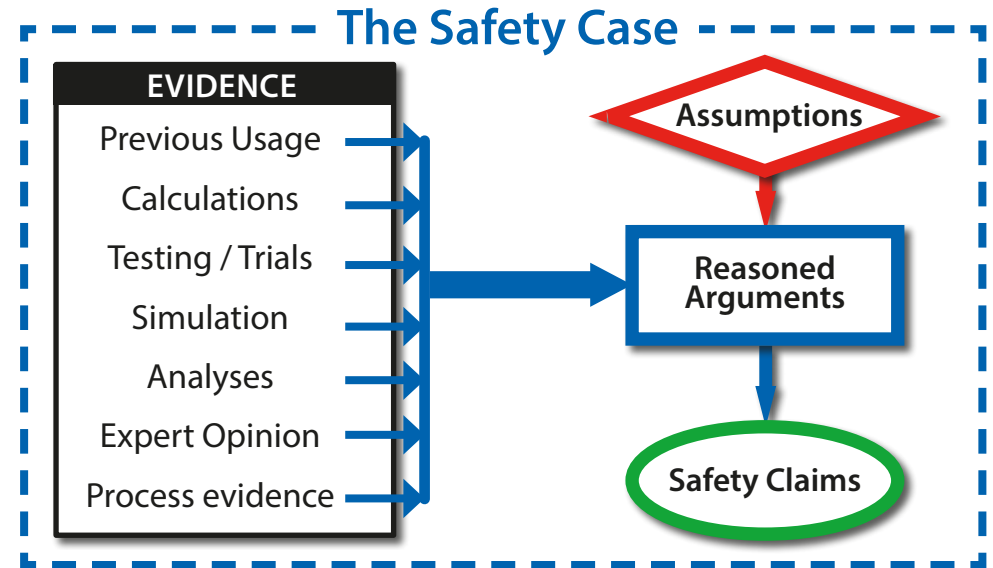 The Safety Case
EVIDENCE
Previous Usage
Calculations
Testing / Trials
Simulation
Analyses
Expert Opinion
Process evidence
Assumptions
Reasoned
Arguments
Safety Claims